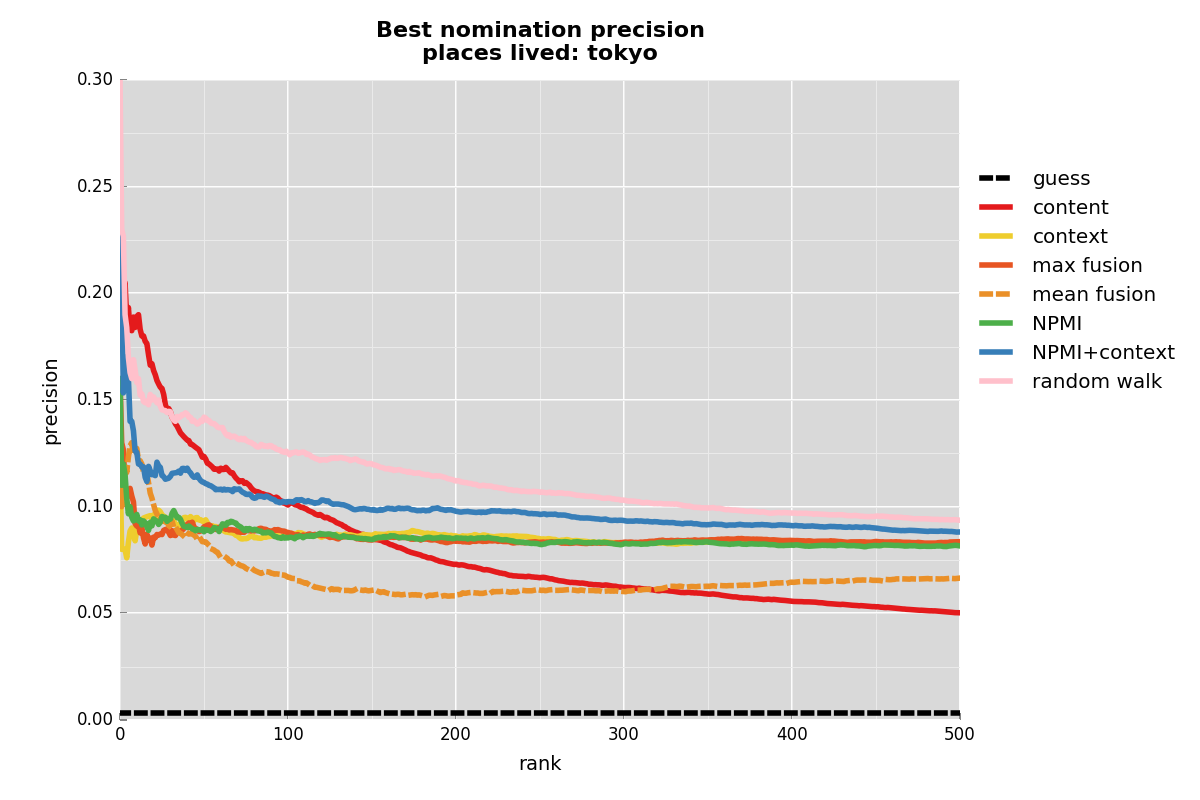 Best nomination precision
places lived: tokyo
0.30
0.25
0.20
0.15
0.10
0.05
0.00
precision
0 100 200 300 400 500
rank
guess
content
context
max fusion
mean fusion
NPMI
NPMI+context
random walk